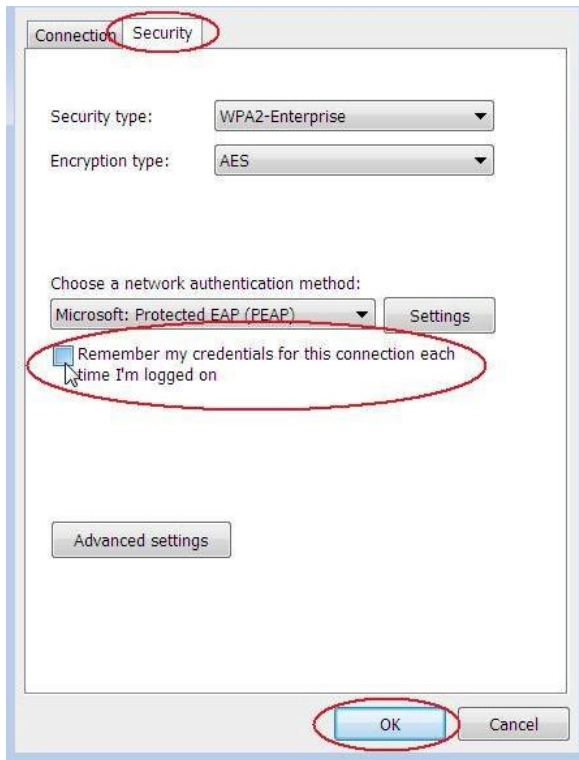 Connection Security
Security type: WPA2-Enterprise
Encryption type: AES
Choose a network authentication method:
Microsoft: Protected EAP (PEAP) Settings
Remember my credentials for this connection each
time I'm logged on
Advanced settings
OK Cancel